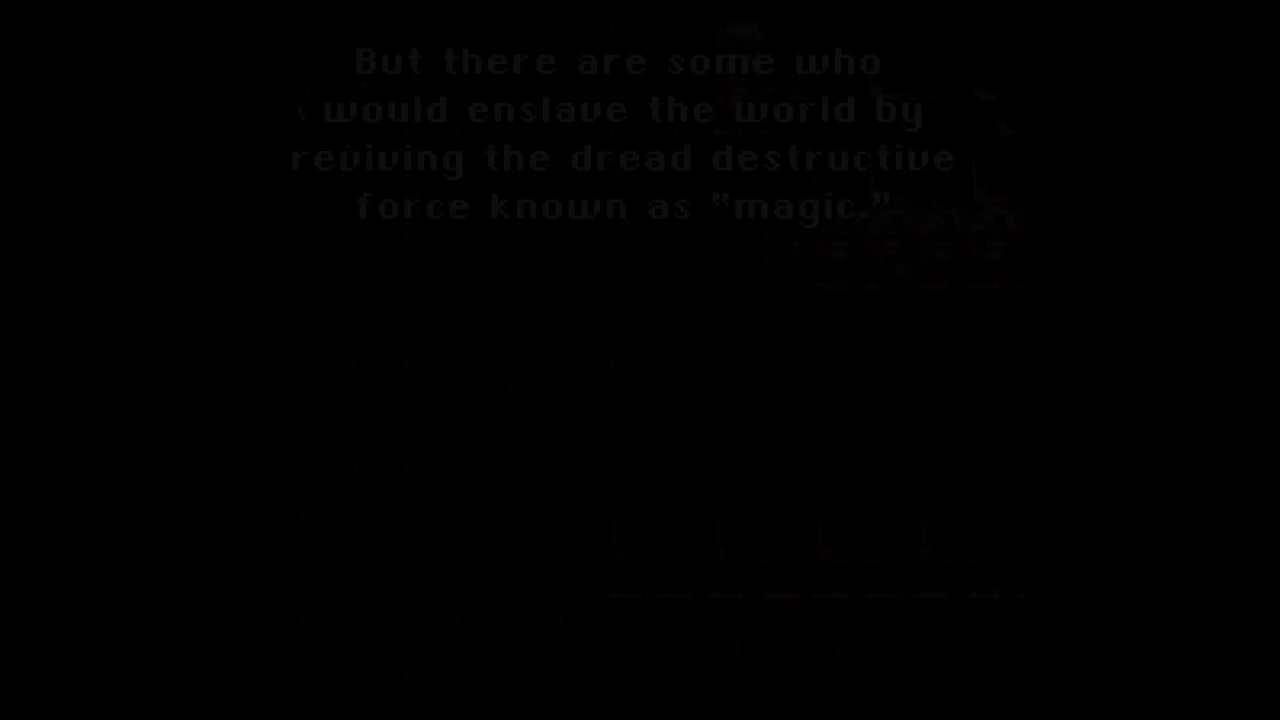 But there are some who
would enslave the world by
reviving the dread destructive
force known as "magic."